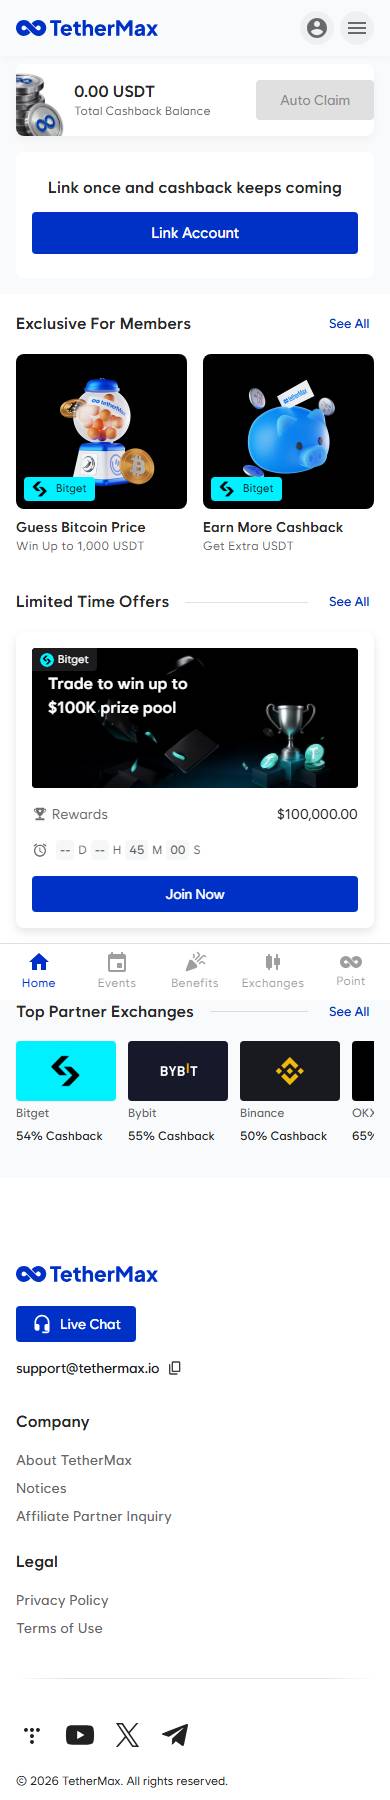 TetherMax
0.00 USDT
Total Cashback Balance
Auto Claim
Link once and cashback keeps coming
Link Account
Exclusive For Members
See All
Bitget
Bitget
Guess Bitcoin Price
Win Up to 1,000 USDT
Earn More Cashback
Get Extra USDT
Limited Time Offers
See All
Bitget
Trade to win up to
$100K prize pool
Rewards
$100,000.00
-- D -- H 45 M 00 S
Join Now
Home
Events
Benefits
Exchanges
Point
Top Partner Exchanges
See All
BYBIT
Bitget
54% Cashback
Bybit
55% Cashback
Binance
50% Cashback
OKX
65%
TetherMax
Live Chat
support@tethermax.io
Company
About TetherMax
Notices
Affiliate Partner Inquiry
Legal
Privacy Policy
Terms of Use
© 2026 TetherMax. All rights reserved.